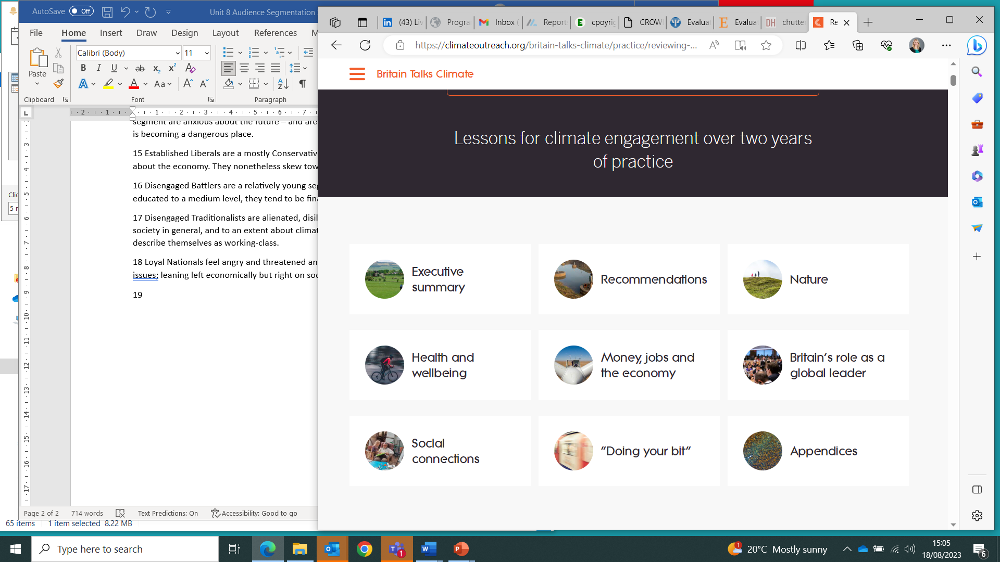 AutoSave Off
Unit 8 Audience Segmentation
File Home Insert Draw Design Layout References M
Calibri (Body) 11
Paste
Clipboard Font Paragraph
segment are anxious about the future – and are
is becoming a dangerous place.
15 Established Liberals are a mostly Conservativ
about the economy. They nonetheless skew tow
16 Disengaged Battlers are a relatively young seg
educated to a medium level, they tend to be fina
17 Disengaged Traditionalists are alienated, disil
society in general, and to an extent about climat
describe themselves as working-class.
18 Loyal Nationals feel angry and threatened an
issues; leaning left economically but right on soc
19
Page 2 of 2 714 words Text Predictions: On Accessibility: Good to go
65 items 1 item selected 8.22 MB
Clic
5 r
(43) Liv Progra Inbox ( Report: cpoyrig CROW Evaluat Evaluat chutte Re
https://climateoutreach.org/britain-talks-climate/practice/reviewing-...
Britain Talks Climate
Lessons for climate engagement over two years
of practice
Executive
summary
Recommendations
Nature
Health and
wellbeing
Money, jobs and
the economy
Britain's role as a
global leader
Social
connections
"Doing your bit"
Appendices
Type here to search
20°C Mostly sunny
15:05
18/08/2023
6